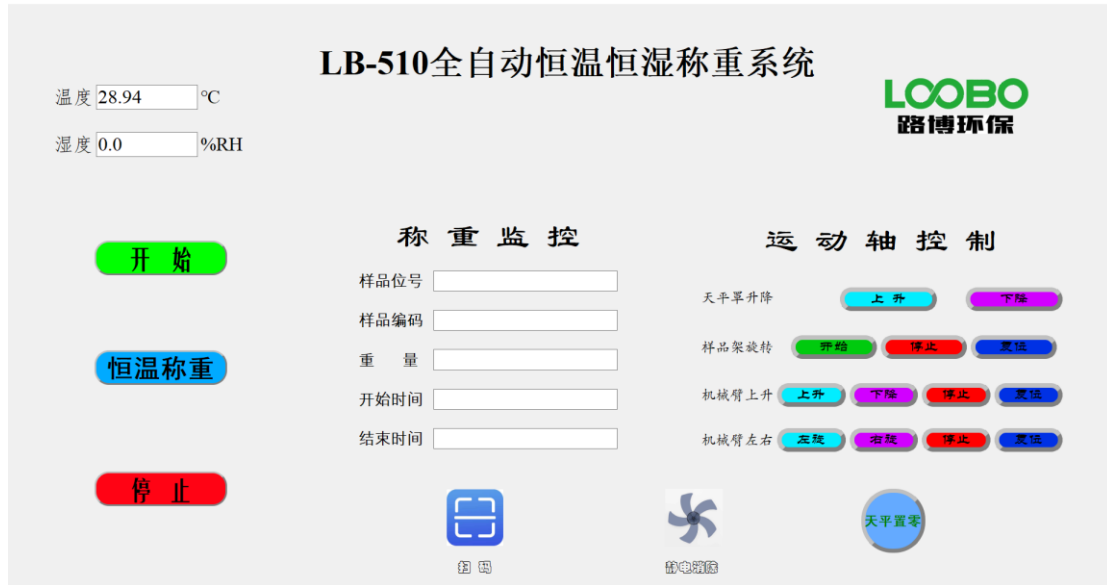 LB-510全自动恒温恒湿称重系统
温度 28.94 °C
湿度 0.0 %RH
LOOBO
路博环保
开 始
恒温称重
停 止
称 重 监 控
样品位号
样品编码
重 量
开始时间
结束时间
运 动 轴 控 制
天平罩升降 上 升 下降
样品架旋转 开始 停止 复位
机械臂上升 上升 下降 停止 复位
机械臂左右 左旋 右旋 停止 复位
扫 码
静电消除
天平置零